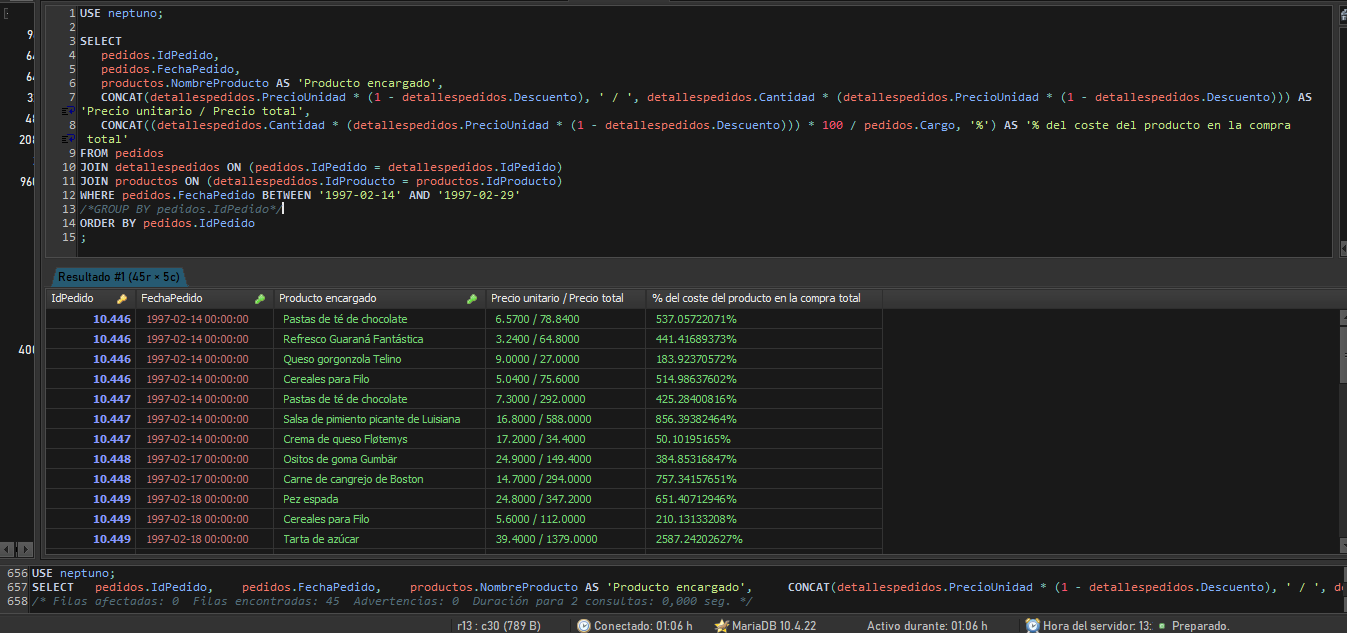 9
1 USE neptuno;
2
64
3 SELECT
4 pedidos.IdPedido,
64
5 pedidos.FechaPedido,
6 productos.NombreProducto AS 'Producto encargado',
32
7 CONCAT(detallespedidos.PrecioUnidad * (1 - detallespedidos.Descuento), ' / ', detallespedidos.Cantidad * (detallespedidos.PrecioUnidad * (1 - detallespedidos.Descuento))) AS
'Precio unitario / Precio total',
48
8 CONCAT((detallespedidos.Cantidad * (detallespedidos.PrecioUnidad * (1 - detallespedidos.Descuento))) * 100 / pedidos.Cargo, '%') AS '% del coste del producto en la compra
total'
208
9 FROM pedidos
10 JOIN detallespedidos ON (pedidos.IdPedido = detallespedidos.IdPedido)
960
11 JOIN productos ON (detallespedidos.IdProducto = productos.IdProducto)
12 WHERE pedidos.FechaPedido BETWEEN '1997-02-14' AND '1997-02-29'
13 /*GROUP BY pedidos.IdPedido*/
14 ORDER BY pedidos.IdPedido
15 ;
400
Resultado #1 (45r × 5c)
IdPedido FechaPedido Producto encargado Precio unitario / Precio total % del coste del producto en la compra total
10.446 1997-02-14 00:00:00 Pastas de té de chocolate 6.5700 / 78.8400 537.05722071%
10.446 1997-02-14 00:00:00 Refresco Guaraná Fantástica 3.2400 / 64.8000 441.41689373%
10.446 1997-02-14 00:00:00 Queso gorgonzola Telino 9.0000 / 27.0000 183.92370572%
10.446 1997-02-14 00:00:00 Cereales para Filo 5.0400 / 75.6000 514.98637602%
10.447 1997-02-14 00:00:00 Pastas de té de chocolate 7.3000 / 292.0000 425.28400816%
10.447 1997-02-14 00:00:00 Salsa de pimiento picante de Luisiana 16.8000 / 588.0000 856.39382464%
10.447 1997-02-14 00:00:00 Crema de queso Fløtemys 17.2000 / 34.4000 50.10195165%
10.448 1997-02-17 00:00:00 Ositos de goma Gumbär 24.9000 / 149.4000 384.85316847%
10.448 1997-02-17 00:00:00 Carne de cangrejo de Boston 14.7000 / 294.0000 757.34157651%
10.449 1997-02-18 00:00:00 Pez espada 24.8000 / 347.2000 651.40712946%
10.449 1997-02-18 00:00:00 Cereales para Filo 5.6000 / 112.0000 210.13133208%
10.449 1997-02-18 00:00:00 Tarta de azúcar 39.4000 / 1379.0000 2587.24202627%
656 USE neptuno;
657 SELECT pedidos.IdPedido, pedidos.FechaPedido, productos.NombreProducto AS 'Producto encargado', CONCAT(detallespedidos.PrecioUnidad * (1 - detallespedidos.Descuento), ' / ',
658 /* Filas afectadas: 0 Filas encontradas: 45 Advertencias: 0 Duración para 2 consultas: 0,000 seg. */
r13 : c30 (789 B) Conectado: 01:06 h MariaDB 10.4.22 Activo durante: 01:06 h Hora del servidor: 13: Preparado.